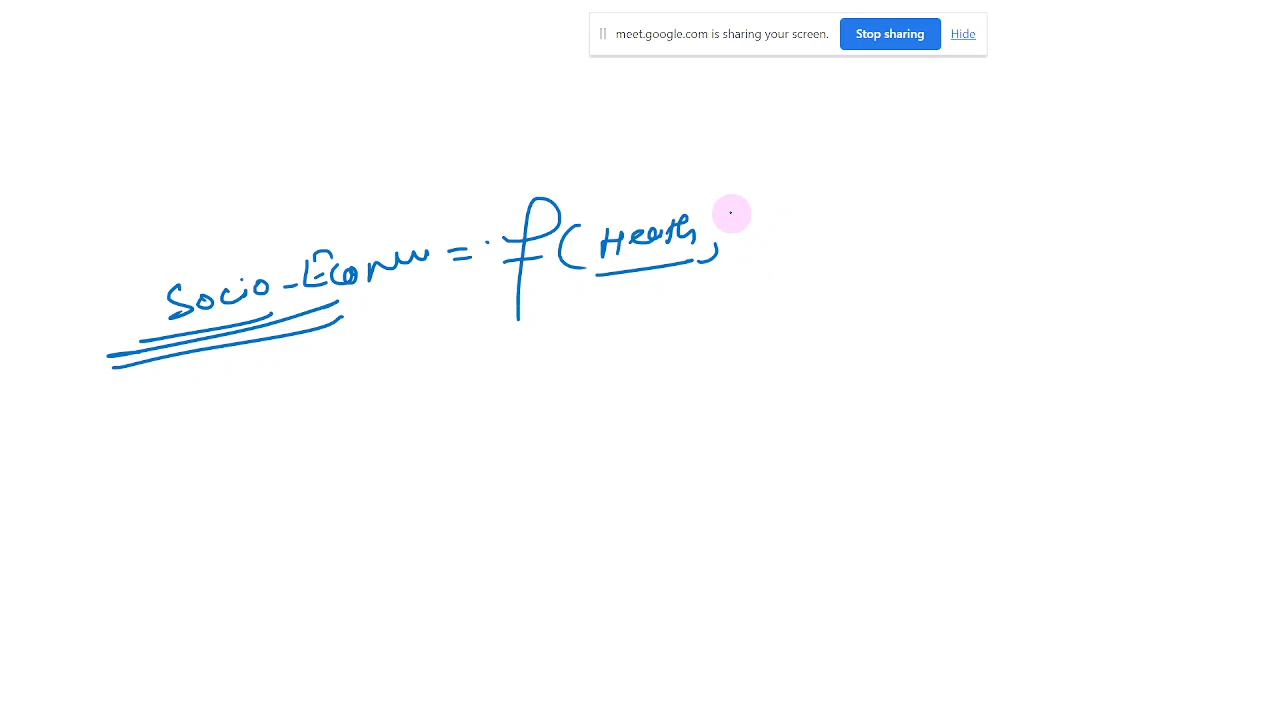 meet.google.com is sharing your screen. Stop sharing Hide
Socio - Econ = f ( Health,